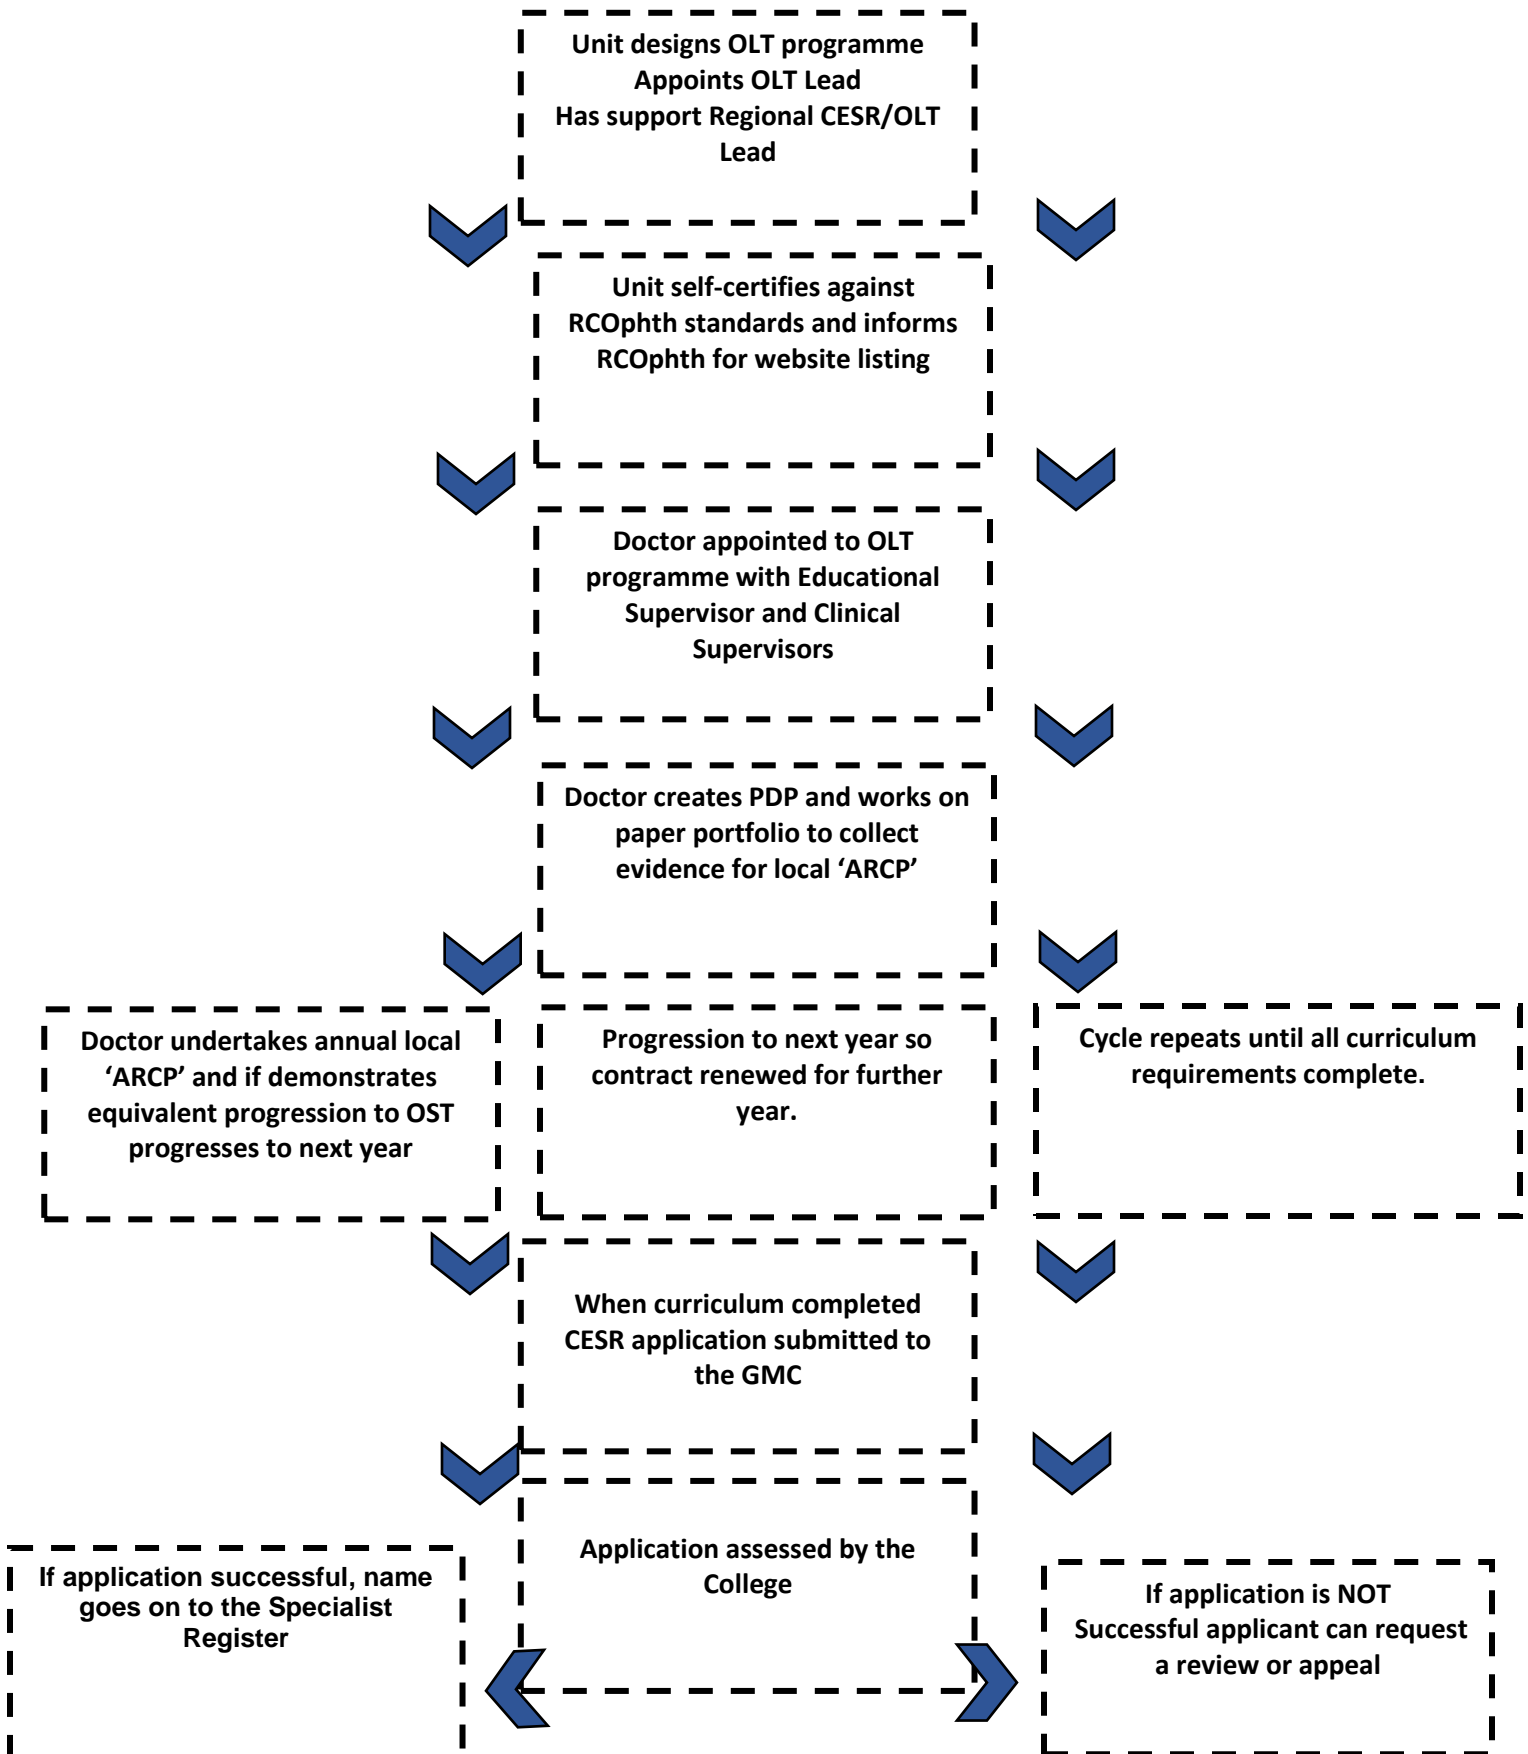 Unit designs OLT programme
Appoints OLT Lead
Has support Regional CESR/OLT
Lead
Unit self-certifies against
RCOphth standards and informs
RCOphth for website listing
Doctor appointed to OLT
programme with Educational
Supervisor and Clinical
Supervisors
Doctor creates PDP and works on
paper portfolio to collect
evidence for local ‘ARCP’
Doctor undertakes annual local
‘ARCP’ and if demonstrates
equivalent progression to OST
progresses to next year
Progression to next year so
contract renewed for further
year.
Cycle repeats until all curriculum
requirements complete.
When curriculum completed
CESR application submitted to
the GMC
Application assessed by the
College
If application successful, name
goes on to the Specialist
Register
If application is NOT
Successful applicant can request
a review or appeal